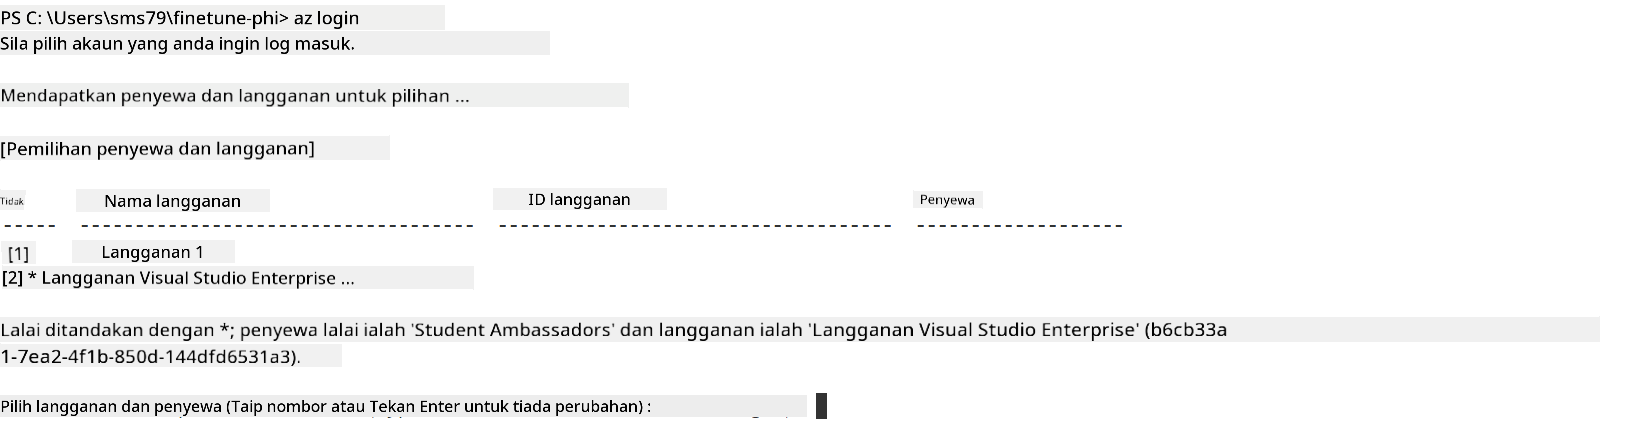 PS C: \Users\sms79\finetune-phi> az login
Sila pilih akaun yang anda ingin log masuk.
Mendapatkan penyewa dan langganan untuk pilihan ...
[Pemilihan penyewa dan langganan]
Tidak Nama langganan ID langganan Penyewa
----- ------------------------------------ ------------------------------------ -------------------
[1] Langganan 1
[2] * Langganan Visual Studio Enterprise ...
Lalai ditandakan dengan *; penyewa lalai ialah 'Student Ambassadors' dan langganan ialah 'Langganan Visual Studio Enterprise' (b6cb33a
1-7ea2-4f1b-850d-144dfd6531a3).
Pilih langganan dan penyewa (Taip nombor atau Tekan Enter untuk tiada perubahan) :